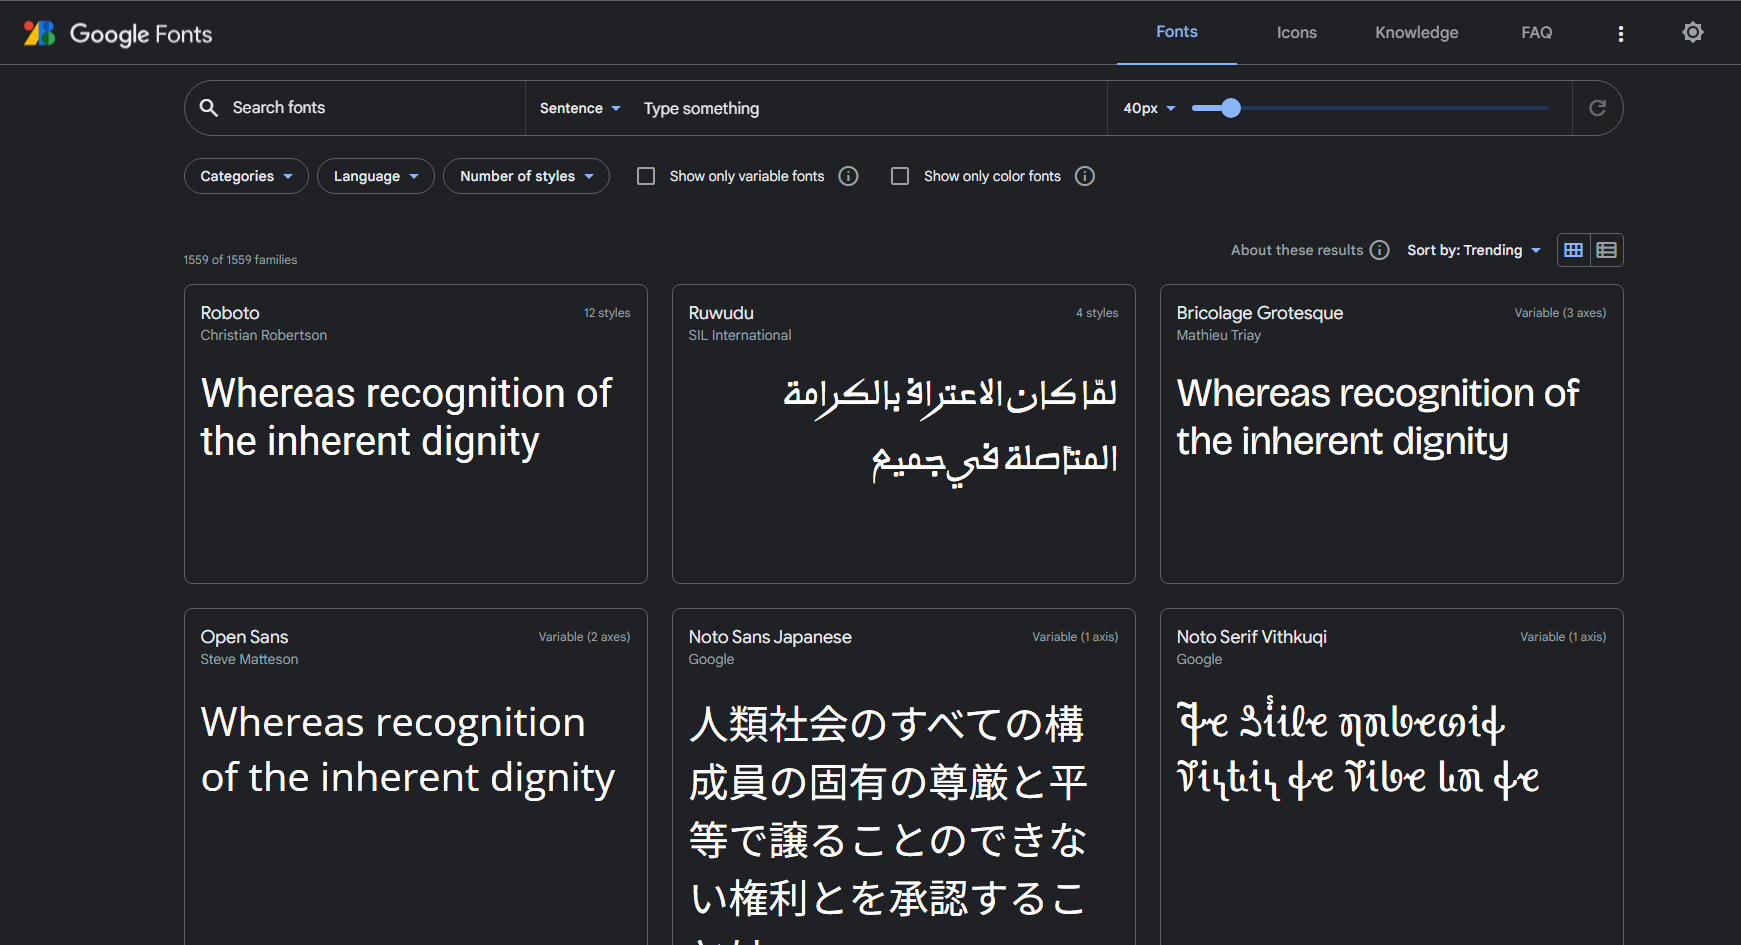 Google Fonts
Fonts
Icons
Knowledge
FAQ
Search fonts
Sentence
Type something
40px
Categories
Language
Number of styles
Show only variable fonts
Show only color fonts
1559 of 1559 families
About these results
Sort by: Trending
Roboto
12 styles
Christian Robertson
Whereas recognition of
the inherent dignity
Ruwudu
4 styles
SIL International
لمّا كان الاعتراف بالكرامة
المتأصلة في جميع
Bricolage Grotesque
Variable (3 axes)
Mathieu Triay
Whereas recognition of
the inherent dignity
Open Sans
Variable (2 axes)
Steve Matteson
Whereas recognition
of the inherent dignity
Noto Sans Japanese
Variable (1 axis)
Google
人類社会のすべての構
成員の固有の尊厳と平
等で譲ることのできな
い権利とを承認するこ
Noto Serif Vithkuqi
Variable (1 axis)
Google